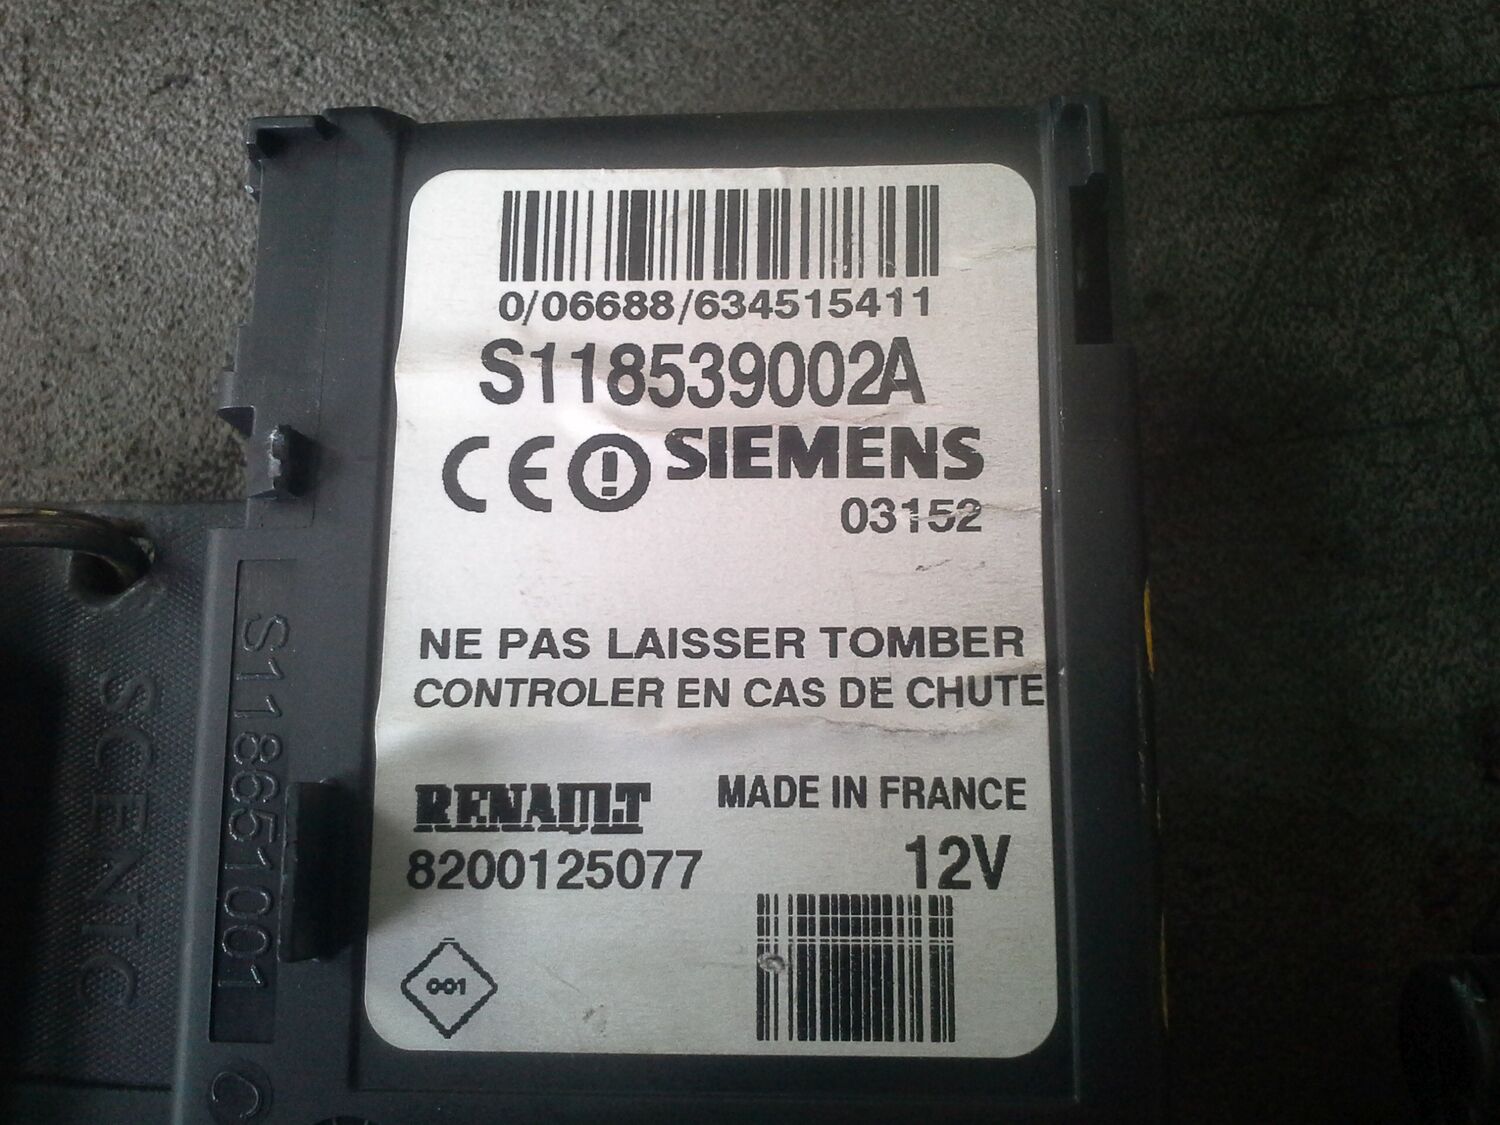 0/06688/634515411
S118539002A
CE SIEMENS
03152
NE PAS LAISSER TOMBER
CONTROLER EN CAS DE CHUTE
RENAULT MADE IN FRANCE
8200125077 12V
001
S118651001
C
SCENIC